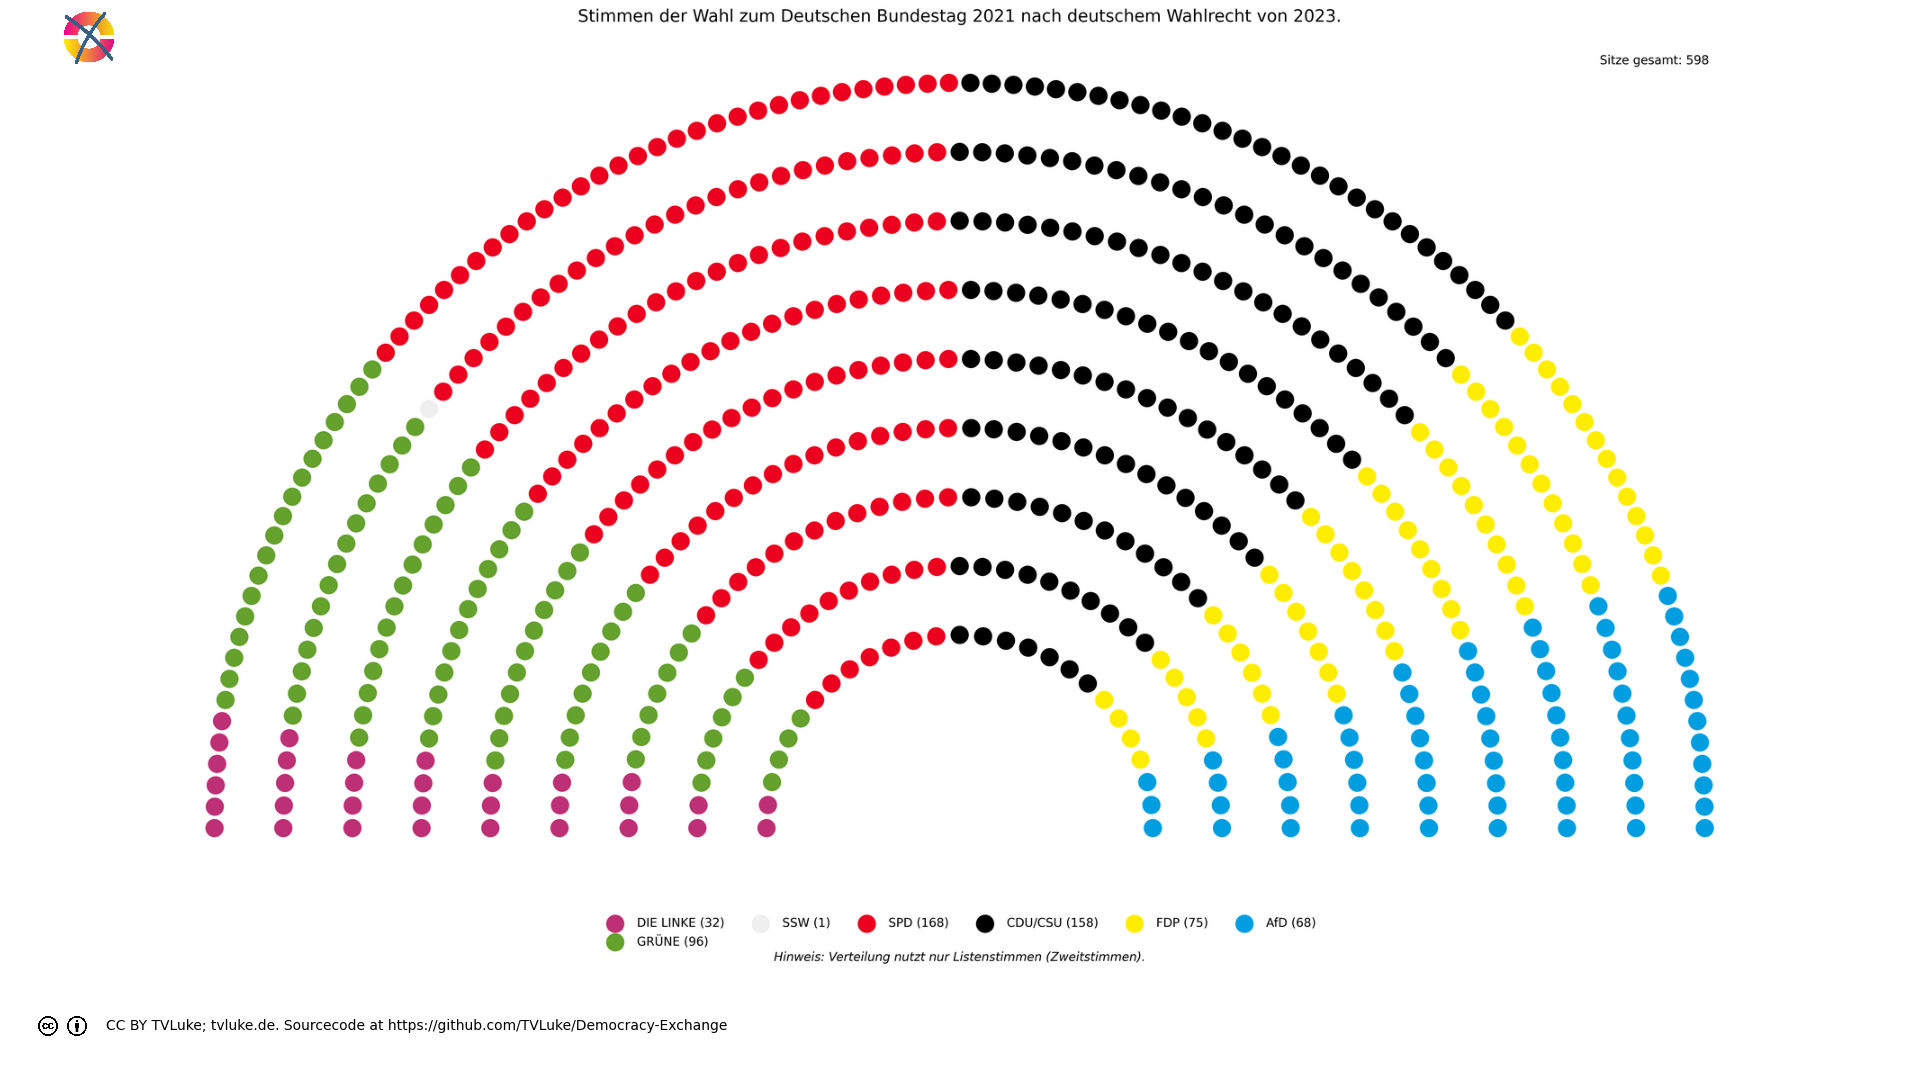 Stimmen der Wahl zum Deutschen Bundestag 2021 nach deutschem Wahlrecht von 2023.
Sitze gesamt: 598
DIE LINKE (32) SSW (1) SPD (168) CDU/CSU (158) FDP (75) AfD (68)
GRÜNE (96)
Hinweis: Verteilung nutzt nur Listenstimmen (Zweitstimmen).
cc CC BY TVLuke; tvluke.de. Sourcecode at https://github.com/TVLuke/Democracy-Exchange